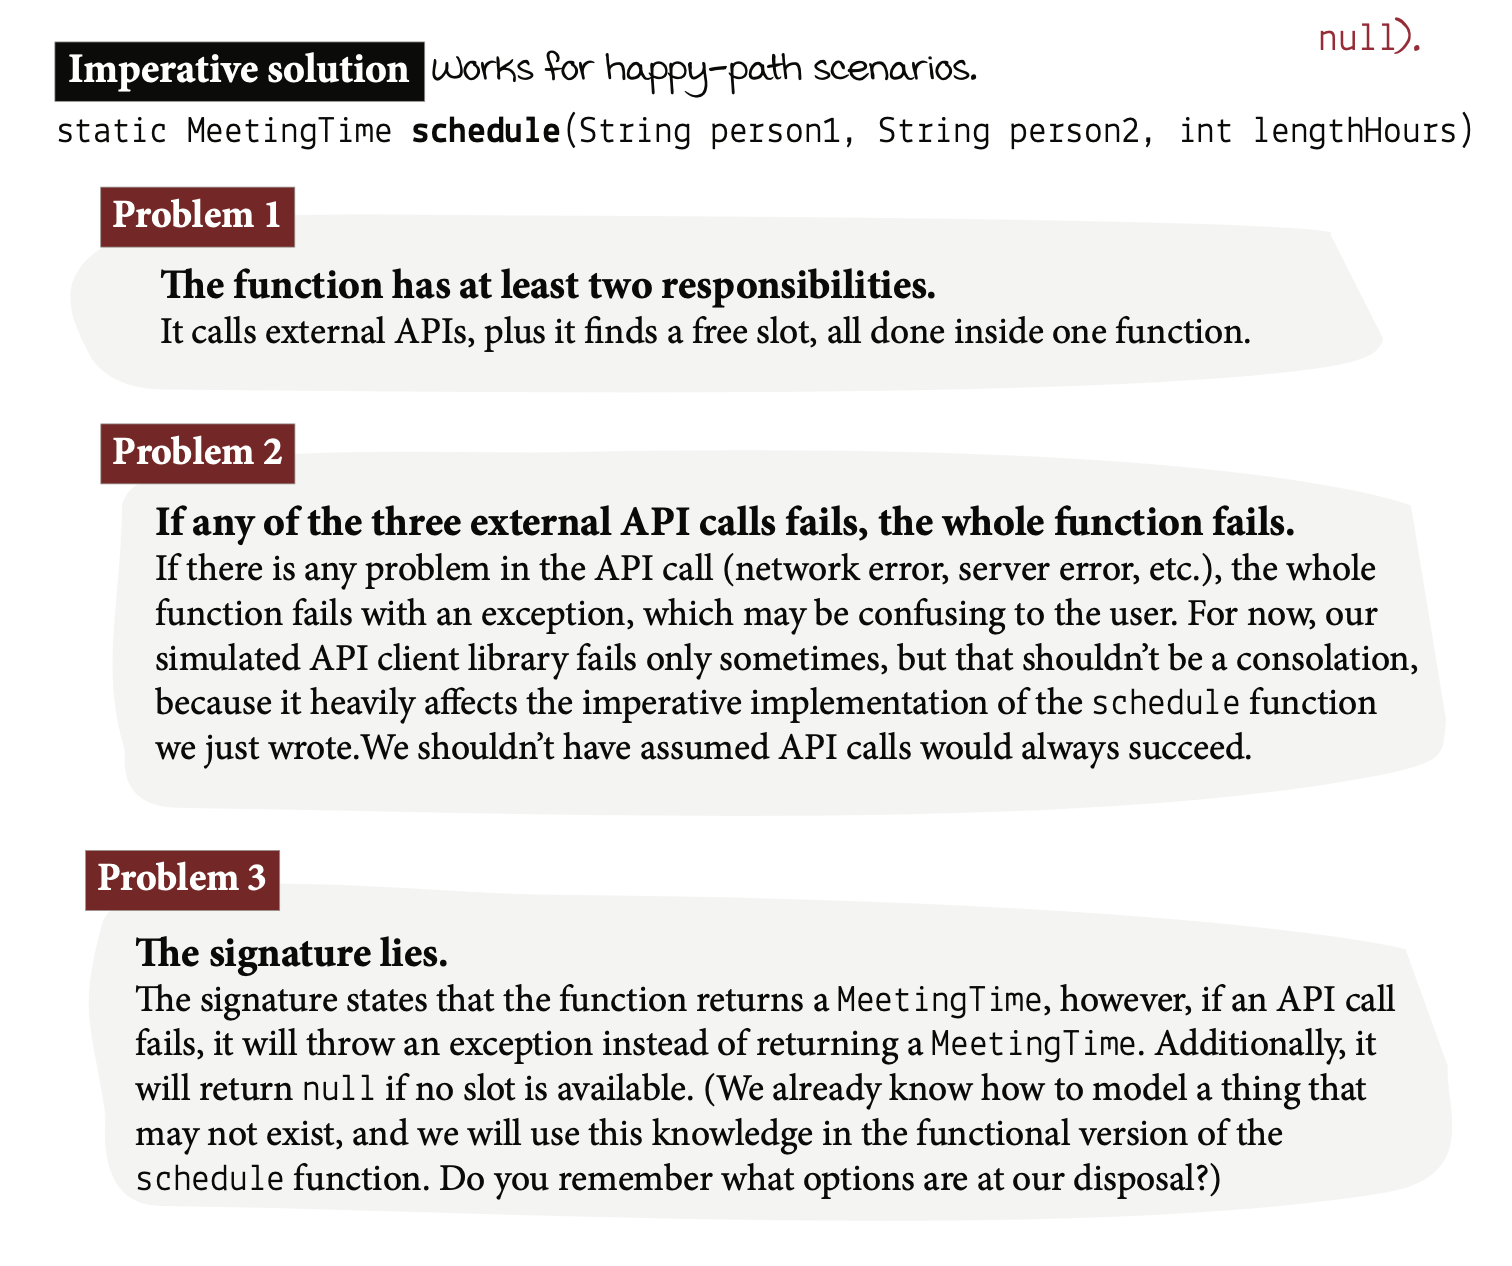 null).
Imperative solution Works for happy-path scenarios.
static MeetingTime schedule(String person1, String person2, int lengthHours)
Problem 1
The function has at least two responsibilities.
It calls external APIs, plus it finds a free slot, all done inside one function.
Problem 2
If any of the three external API calls fails, the whole function fails.
If there is any problem in the API call (network error, server error, etc.), the whole
function fails with an exception, which may be confusing to the user. For now, our
simulated API client library fails only sometimes, but that shouldn’t be a consolation,
because it heavily affects the imperative implementation of the schedule function
we just wrote.We shouldn’t have assumed API calls would always succeed.
Problem 3
The signature lies.
The signature states that the function returns a MeetingTime, however, if an API call
fails, it will throw an exception instead of returning a MeetingTime. Additionally, it
will return null if no slot is available. (We already know how to model a thing that
may not exist, and we will use this knowledge in the functional version of the
schedule function. Do you remember what options are at our disposal?)